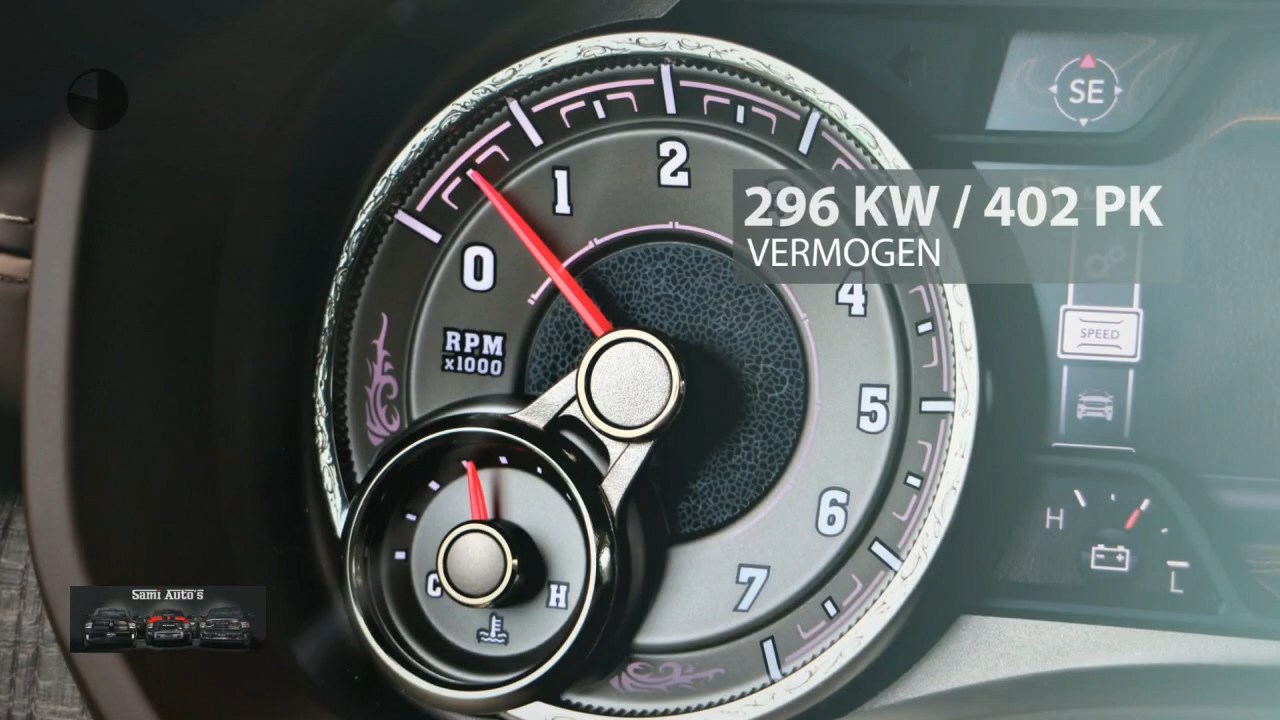 SE
296 KW / 402 PK
VERMOGEN
0
1
2
4
5
6
7
RPM
x1000
SPEED
C
H
H
L
Sami Auto's